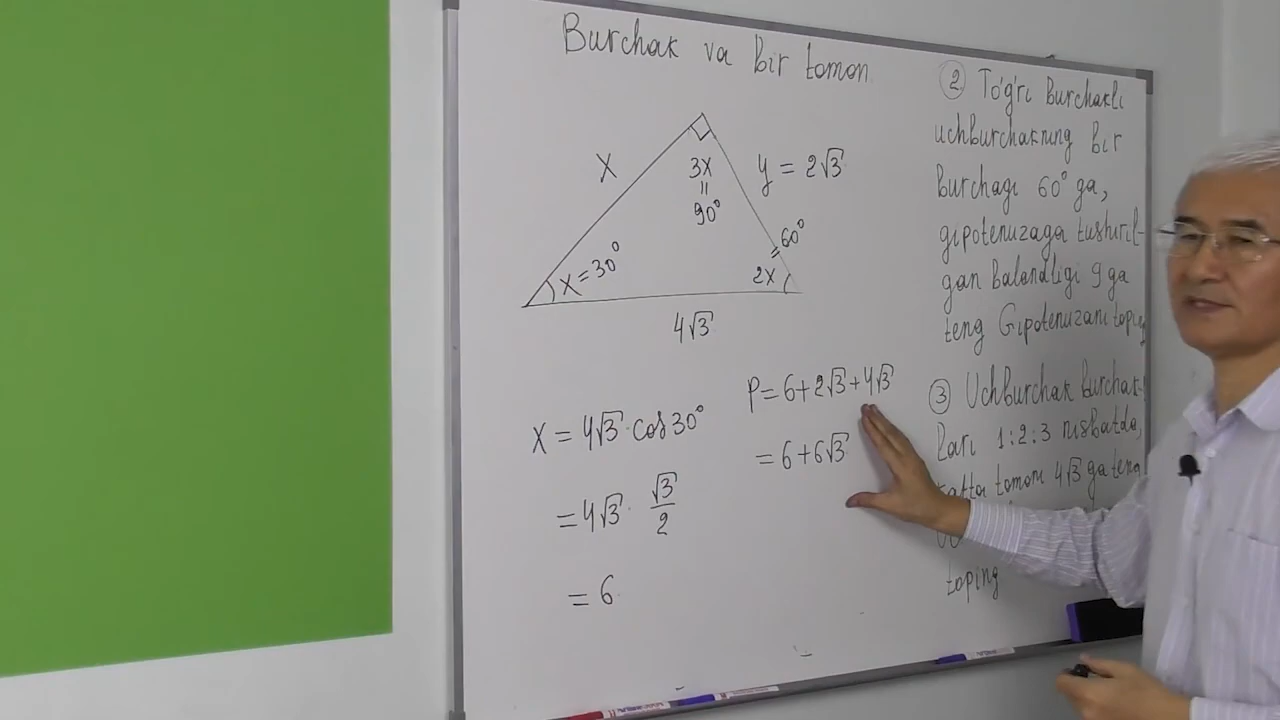 Burchak va bir tomon
X
3X
=
90°
y = 2√3
X = 30°
60°
=
2X
4√3
X = 4√3 · cos 30°
= 4√3 · √3/2
= 6
P = 6 + 2√3 + 4√3
= 6 + 6√3
② To'g'ri burchakli
uchburchakning bir
burchagi 60° ga,
gipotenuzaga tushiril-
gan balandligi 9 ga
teng Gipotenuzani toping
③ Uchburchak burchak-
lari 1:2:3 nisbatda,
katta tomoni 4√3 ga teng
toping